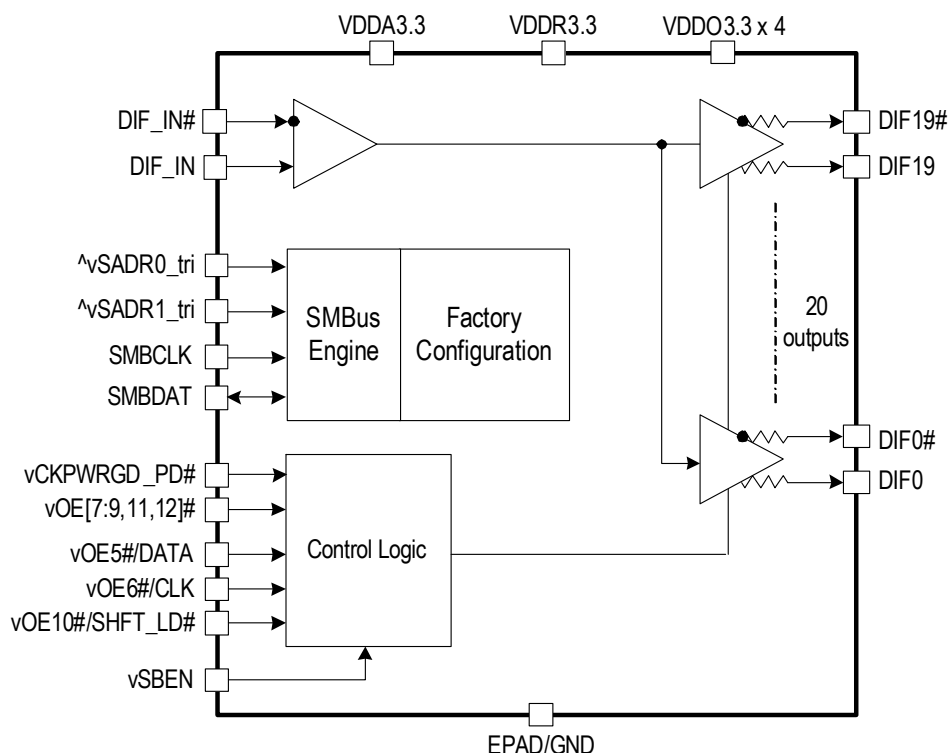 VDDA3.3
VDDR3.3
VDDO3.3 x 4
DIF_IN#
DIF_IN
DIF19#
DIF19
^vSADR0_tri
^vSADR1_tri
SMBCLK
SMBDAT
SMBus
Engine
Factory
Configuration
20
outputs
DIF0#
DIF0
vCKPWRGD_PD#
vOE[7:9,11,12]#
vOE5#/DATA
vOE6#/CLK
vOE10#/SHFT_LD#
vSBEN
Control Logic
EPAD/GND